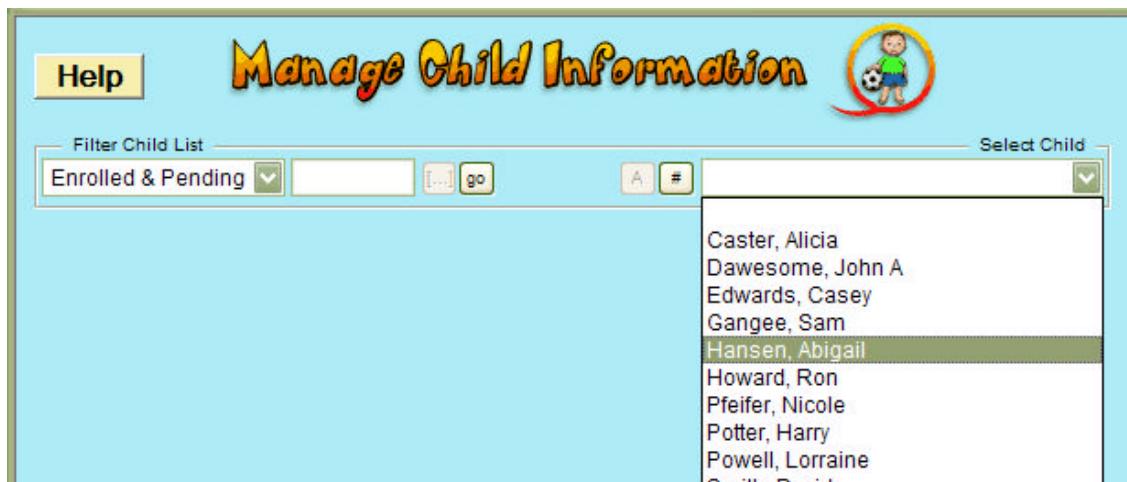 Help
Manage Child Information
Filter Child List
Select Child
Enrolled & Pending
[...]
go
A
#
Caster, Alicia
Dawesome, John A
Edwards, Casey
Gangee, Sam
Hansen, Abigail
Howard, Ron
Pfeifer, Nicole
Potter, Harry
Powell, Lorraine